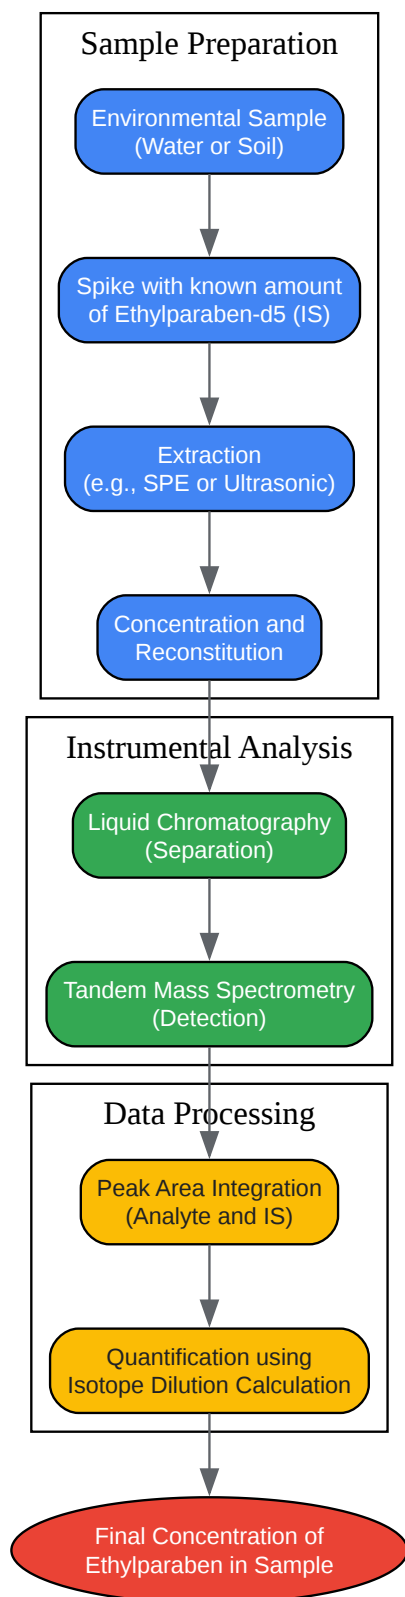 Sample Preparation
Environmental Sample
(Water or Soil)
Spike with known amount
of Ethylparaben-d5 (IS)
Extraction
(e.g., SPE or Ultrasonic)
Concentration and
Reconstitution
Instrumental Analysis
Liquid Chromatography
(Separation)
Tandem Mass Spectrometry
(Detection)
Data Processing
Peak Area Integration
(Analyte and IS)
Quantification using
Isotope Dilution Calculation
Final Concentration of
Ethylparaben in Sample